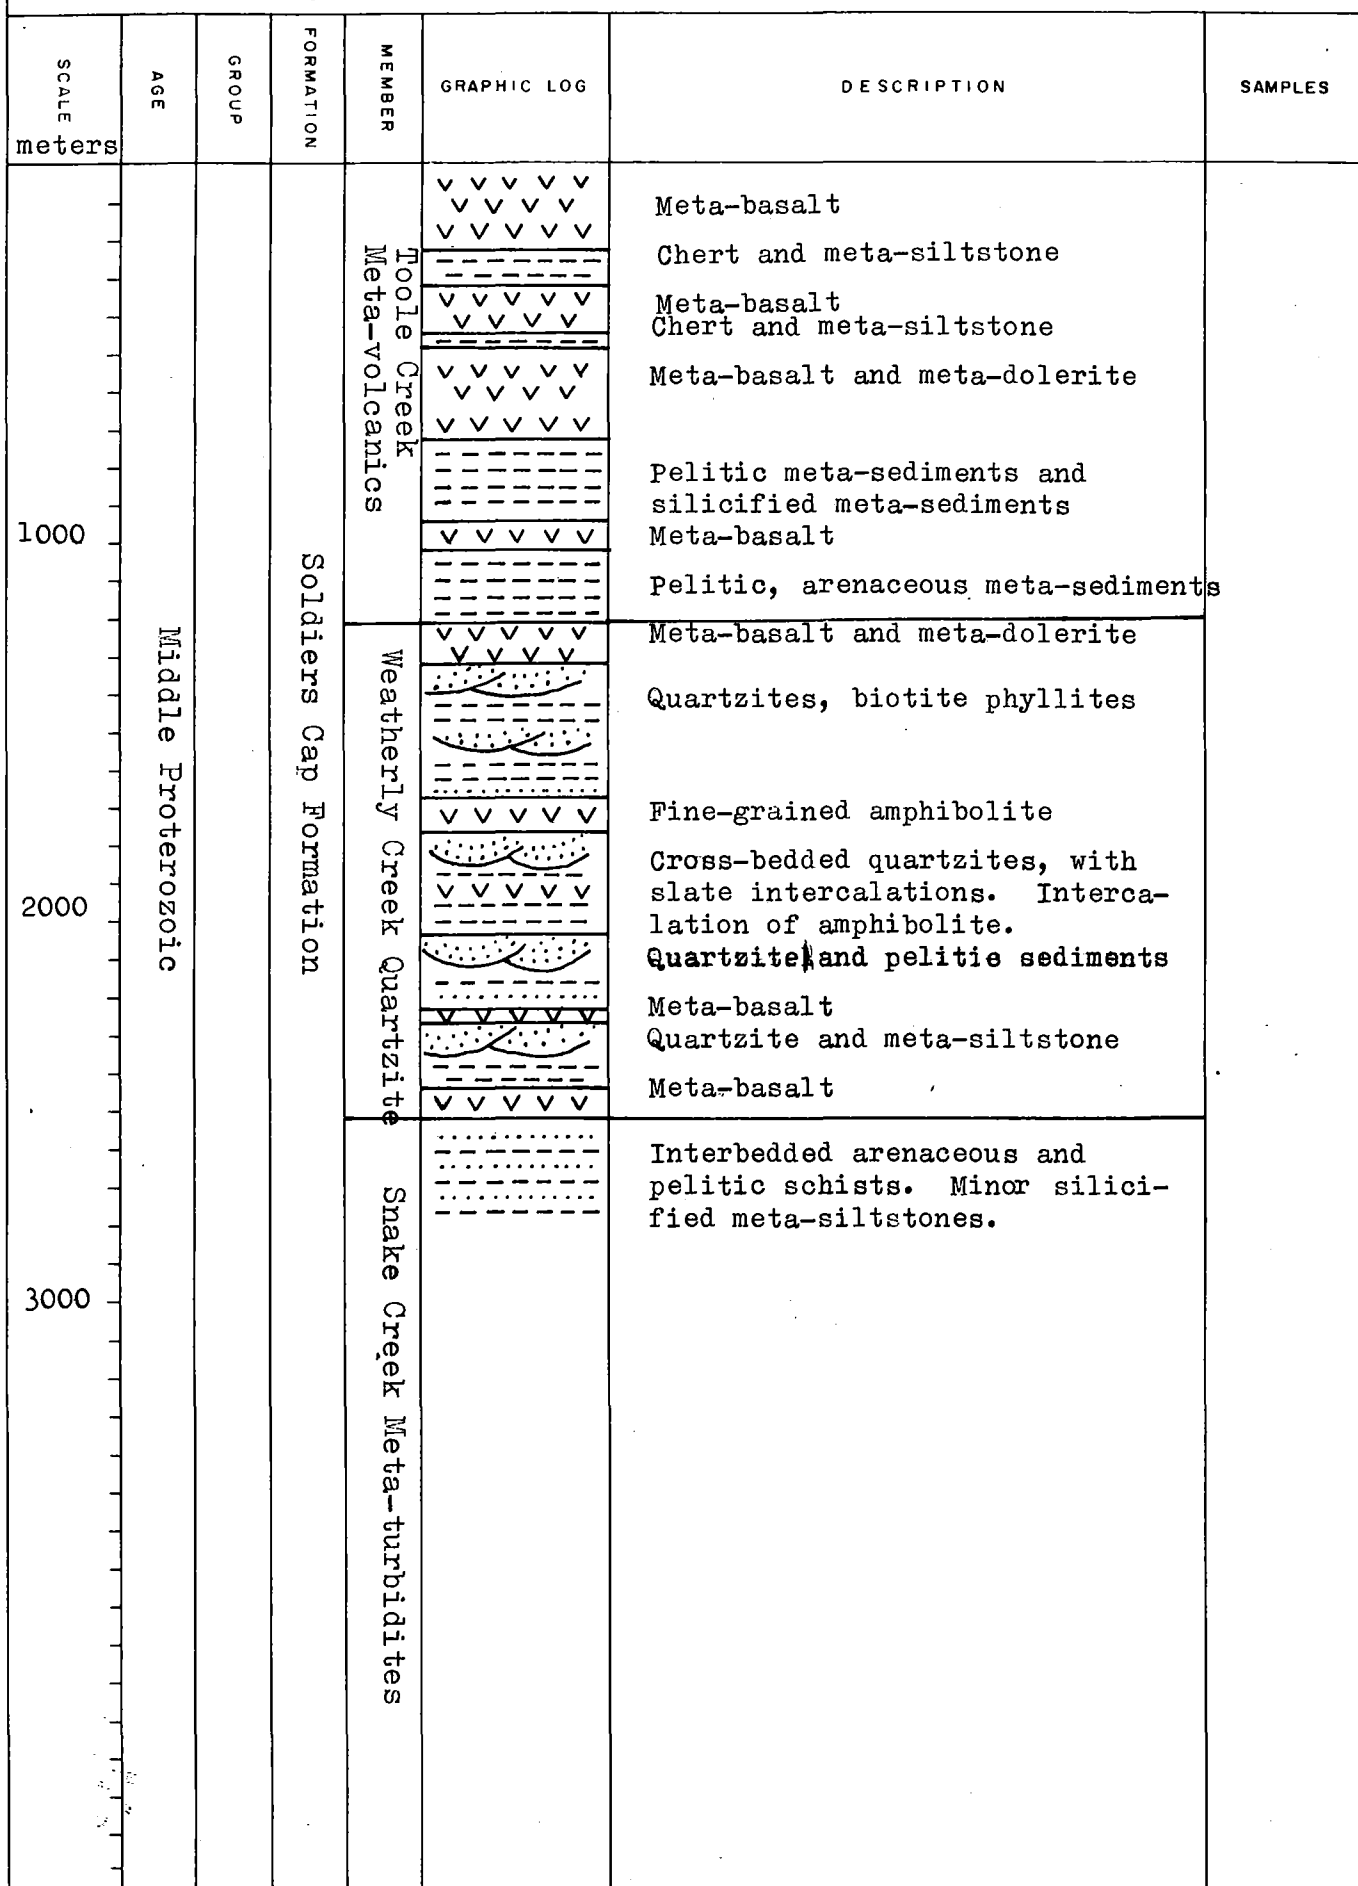 SCALE
meters
AGE
GROUP
FORMATION
MEMBER
GRAPHIC LOG
DESCRIPTION
SAMPLES
1000
2000
3000
Middle Proterozoic
Soldiers Cap Formation
Toole Creek
Meta-volcanics
Weatherly Creek Quartzite
Snake Creek Meta-turbidites
Meta-basalt
Chert and meta-siltstone
Meta-basalt
Chert and meta-siltstone
Meta-basalt and meta-dolerite
Pelitic meta-sediments and
silicified meta-sediments
Meta-basalt
Pelitic, arenaceous meta-sediments
Meta-basalt and meta-dolerite
Quartzites, biotite phyllites
Fine-grained amphibolite
Cross-bedded quartzites, with
slate intercalations. Interca-
lation of amphibolite.
Quartzite and pelitic sediments
Meta-basalt
Quartzite and meta-siltstone
Meta-basalt
Interbedded arenaceous and
pelitic schists. Minor silici-
fied meta-siltstones.